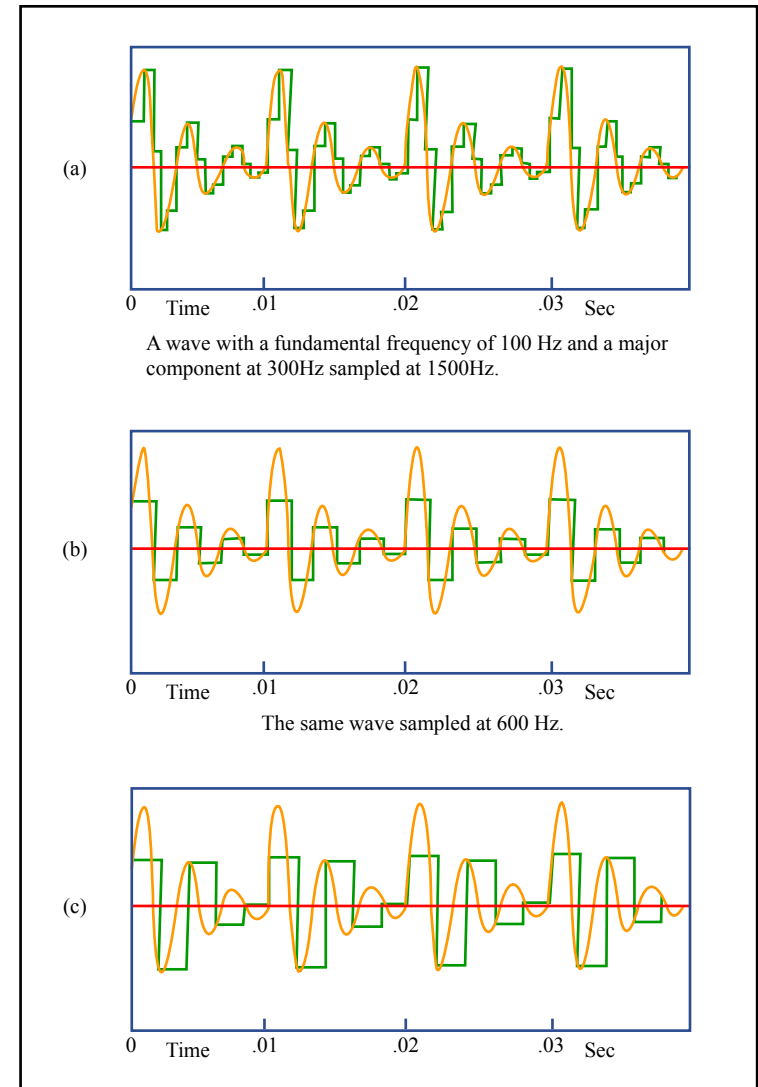 (a)
0 Time .01 .02 .03 Sec
A wave with a fundamental frequency of 100 Hz and a major
component at 300Hz sampled at 1500Hz.
(b)
0 Time .01 .02 .03 Sec
The same wave sampled at 600 Hz.
(c)
0 Time .01 .02 .03 Sec